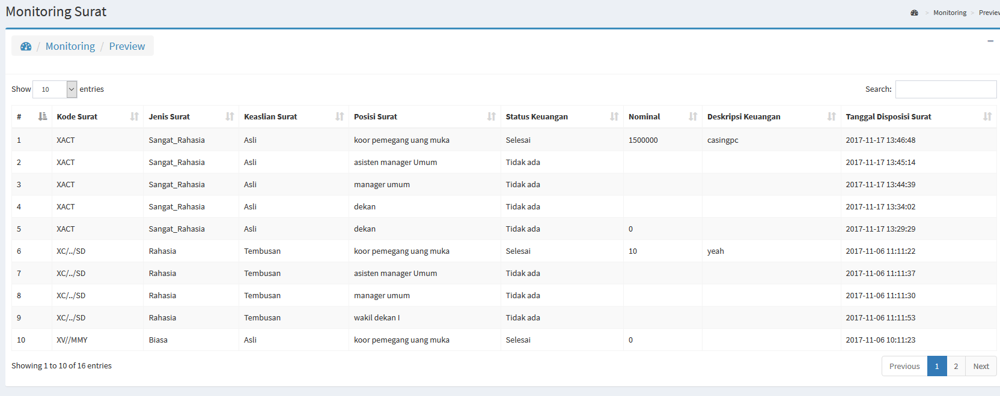 Monitoring Surat
> Monitoring > Preview
/ Monitoring / Preview
Show 10 entries Search:
# Kode Surat Jenis Surat Keaslian Surat Posisi Surat Status Keuangan Nominal Deskripsi Keuangan Tanggal Disposisi Surat
1 XACT Sangat_Rahasia Asli koor pemegang uang muka Selesai 1500000 casingpc 2017-11-17 13:46:48
2 XACT Sangat_Rahasia Asli asisten manager Umum Tidak ada 2017-11-17 13:45:14
3 XACT Sangat_Rahasia Asli manager umum Tidak ada 2017-11-17 13:44:39
4 XACT Sangat_Rahasia Asli dekan Tidak ada 2017-11-17 13:34:02
5 XACT Sangat_Rahasia Asli dekan Tidak ada 0 2017-11-17 13:29:29
6 XC/../SD Rahasia Tembusan koor pemegang uang muka Selesai 10 yeah 2017-11-06 11:11:22
7 XC/../SD Rahasia Tembusan asisten manager Umum Tidak ada 2017-11-06 11:11:37
8 XC/../SD Rahasia Tembusan manager umum Tidak ada 2017-11-06 11:11:30
9 XC/../SD Rahasia Tembusan wakil dekan I Tidak ada 2017-11-06 11:11:53
10 XV//MMY Biasa Asli koor pemegang uang muka Selesai 0 2017-11-06 10:11:23
Showing 1 to 10 of 16 entries Previous 1 2 Next